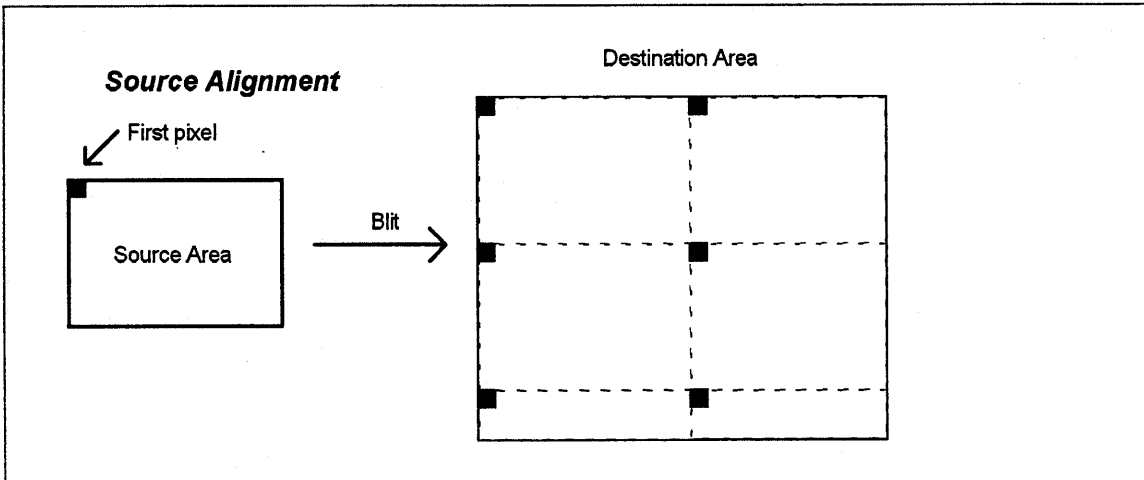 Source Alignment
First pixel
Source Area
Blit
Destination Area